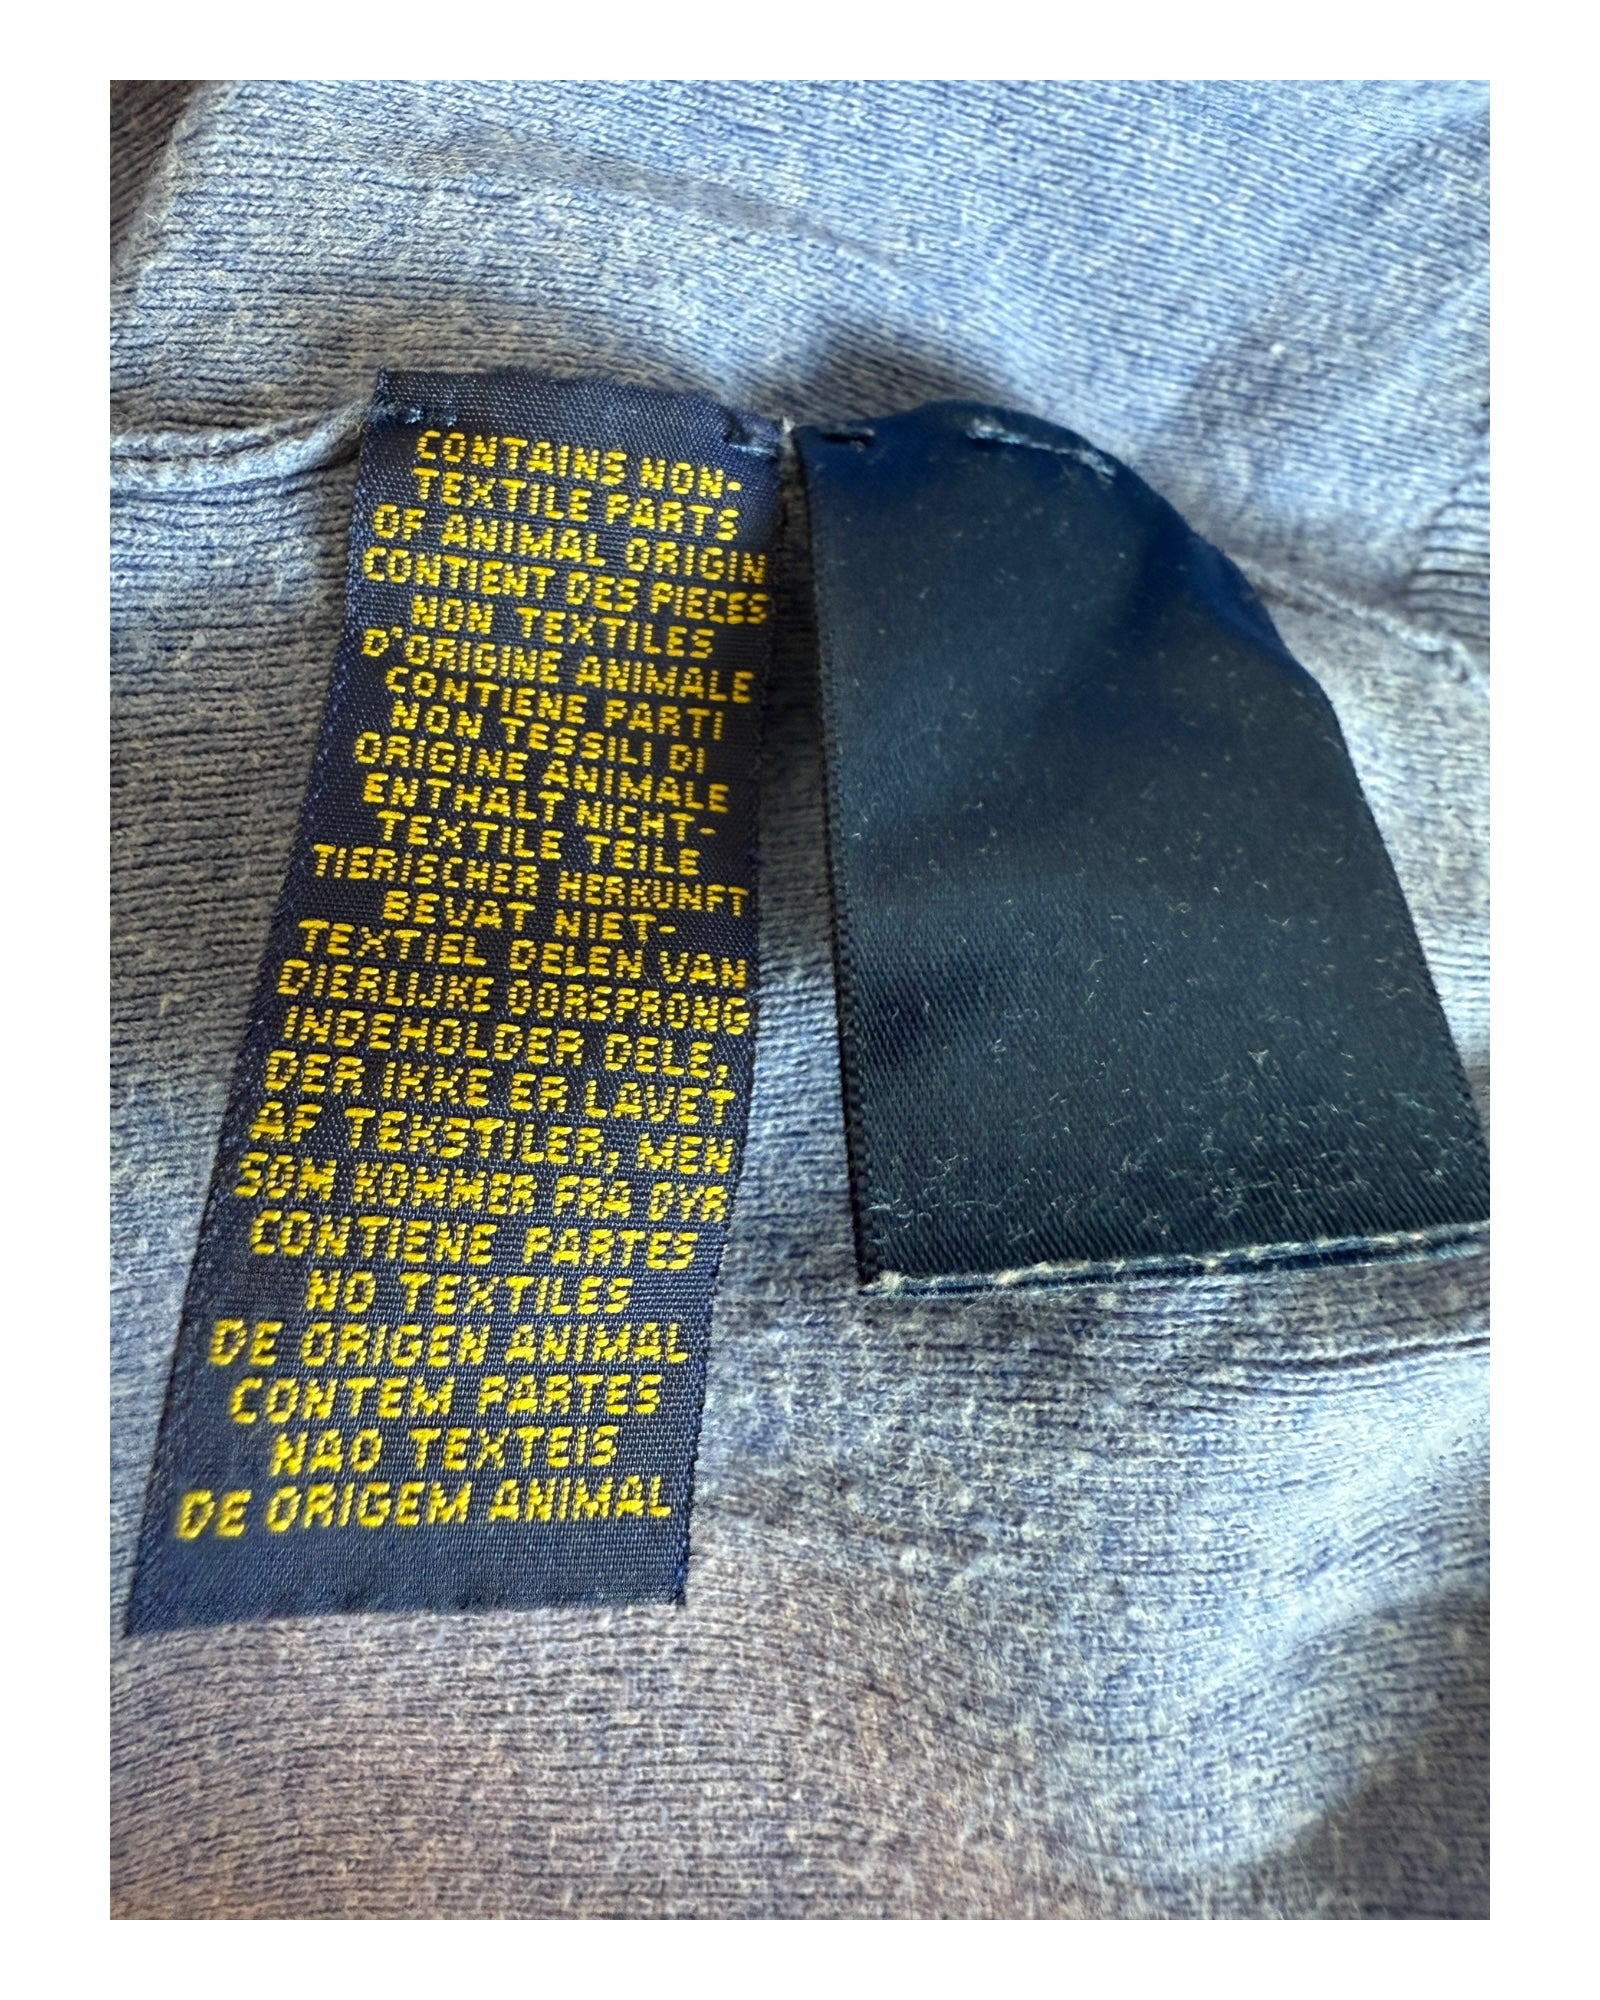 CONTAINS NON-
TEXTILE PARTS
OF ANIMAL ORIGIN
CONTIENT DES PIECES
NON TEXTILES
D'ORIGINE ANIMALE
CONTIENE PARTI
NON TESSILI DI
ORIGINE ANIMALE
ENTHALT NICHT-
TEXTILE TEILE
TIERISCHER HERKUNFT
BEVAT NIET-
TEXTIEL DELEN VAN
DIERLIJKE OORSPRONG
INDEHOLDER DELE,
DER IKKE ER LAVET
AF TEKSTILER, MEN
SOM KOMMER FRA DYR
CONTIENE PARTES
NO TEXTILES
DE ORIGEN ANIMAL
CONTEM PARTES
NAO TEXTEIS
DE ORIGEM ANIMAL